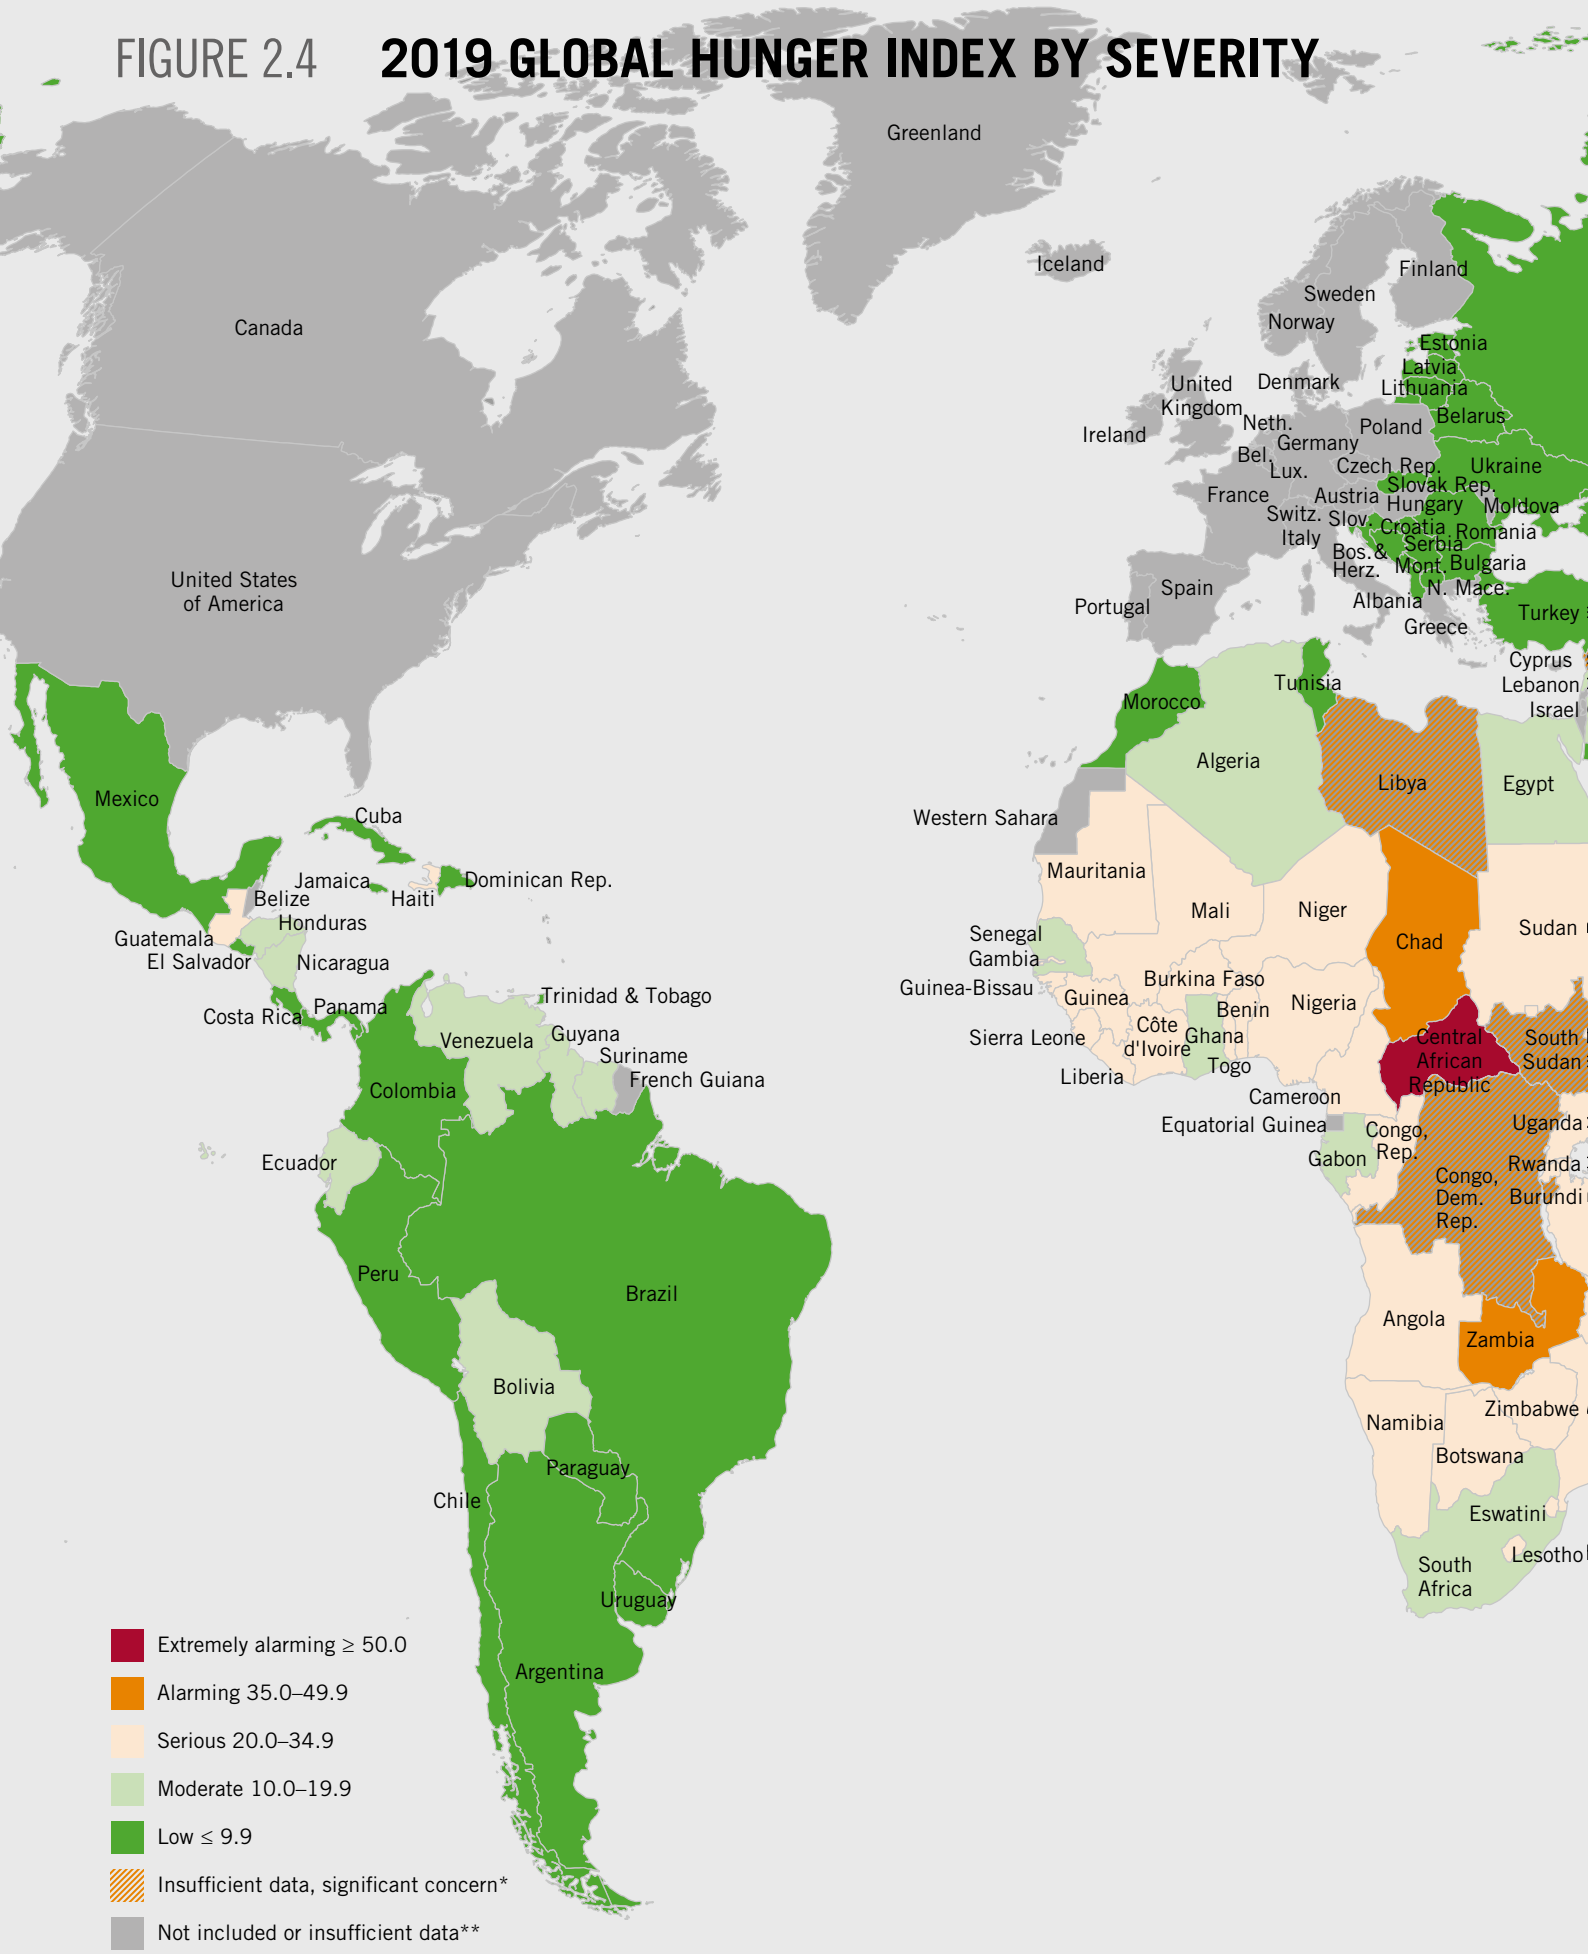 FIGURE 2.4 2019 GLOBAL HUNGER INDEX BY SEVERITY
Greenland
Iceland
Finland
Sweden
Norway
Canada
Estonia
Latvia
Lithuania
United
Kingdom
Denmark
Belarus
Ireland
Neth.
Poland
Germany
Bel.
Lux.
Czech Rep.
Ukraine
Slovak Rep.
France
Austria
Hungary
Moldova
Switz.
Slov.
Croatia
Romania
Italy
Serbia
Bos.&
Herz.
Mont.
Bulgaria
N. Mace.
United States
of America
Spain
Portugal
Albania
Greece
Turkey
Cyprus
Lebanon
Israel
Tunisia
Morocco
Algeria
Libya
Egypt
Mexico
Cuba
Western Sahara
Jamaica
Haiti
Dominican Rep.
Belize
Honduras
Guatemala
El Salvador
Nicaragua
Costa Rica
Panama
Trinidad & Tobago
Mauritania
Mali
Niger
Chad
Sudan
Senegal
Gambia
Guinea-Bissau
Guinea
Burkina Faso
Benin
Nigeria
Sierra Leone
Côte
d'Ivoire
Ghana
Togo
Liberia
Central
African
Republic
South
Sudan
Cameroon
Equatorial Guinea
Gabon
Congo,
Rep.
Uganda
Rwanda
Burundi
Congo,
Dem.
Rep.
Venezuela
Guyana
Suriname
French Guiana
Colombia
Ecuador
Peru
Brazil
Bolivia
Paraguay
Chile
Uruguay
Argentina
Angola
Zambia
Namibia
Zimbabwe
Botswana
Eswatini
Lesotho
South
Africa
Extremely alarming ≥ 50.0
Alarming 35.0–49.9
Serious 20.0–34.9
Moderate 10.0–19.9
Low ≤ 9.9
Insufficient data, significant concern*
Not included or insufficient data**